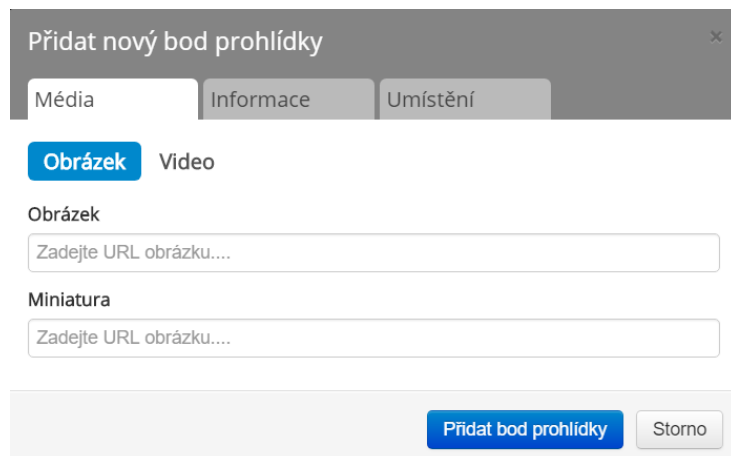 Přidat nový bod prohlídky ×
Média Informace Umístění
Obrázek Video
Obrázek
Zadejte URL obrázku....
Miniatura
Zadejte URL obrázku....
Přidat bod prohlídky Storno